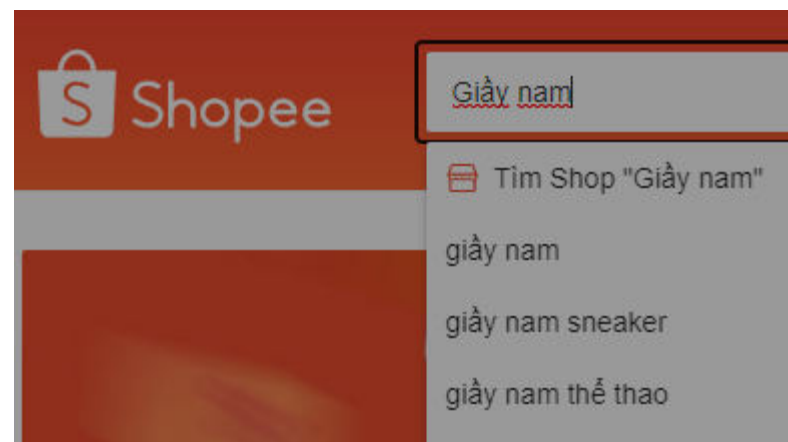 S Shopee
Giầy nam
Tìm Shop "Giầy nam"
giầy nam
giầy nam sneaker
giầy nam thể thao